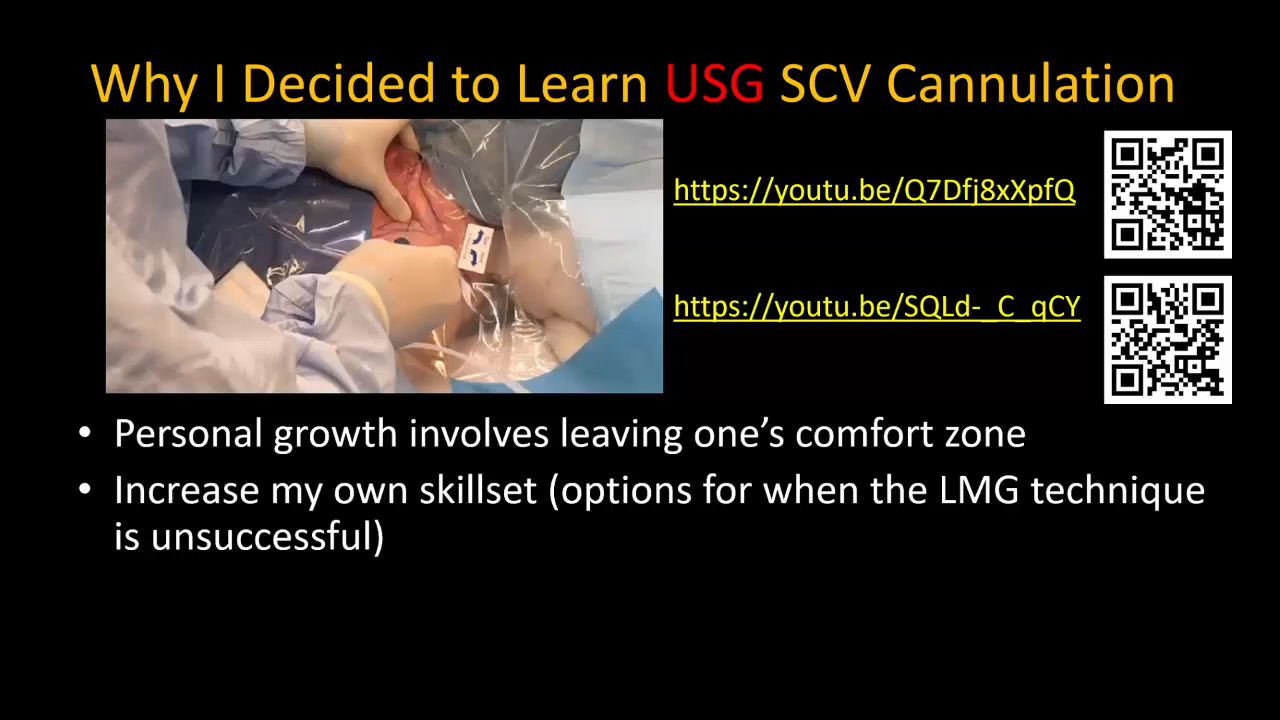 Why I Decided to Learn USG SCV Cannulation
https://youtu.be/Q7Dfj8xXpfQ
https://youtu.be/SQLd-_C_qCY
• Personal growth involves leaving one’s comfort zone
• Increase my own skillset (options for when the LMG technique
is unsuccessful)